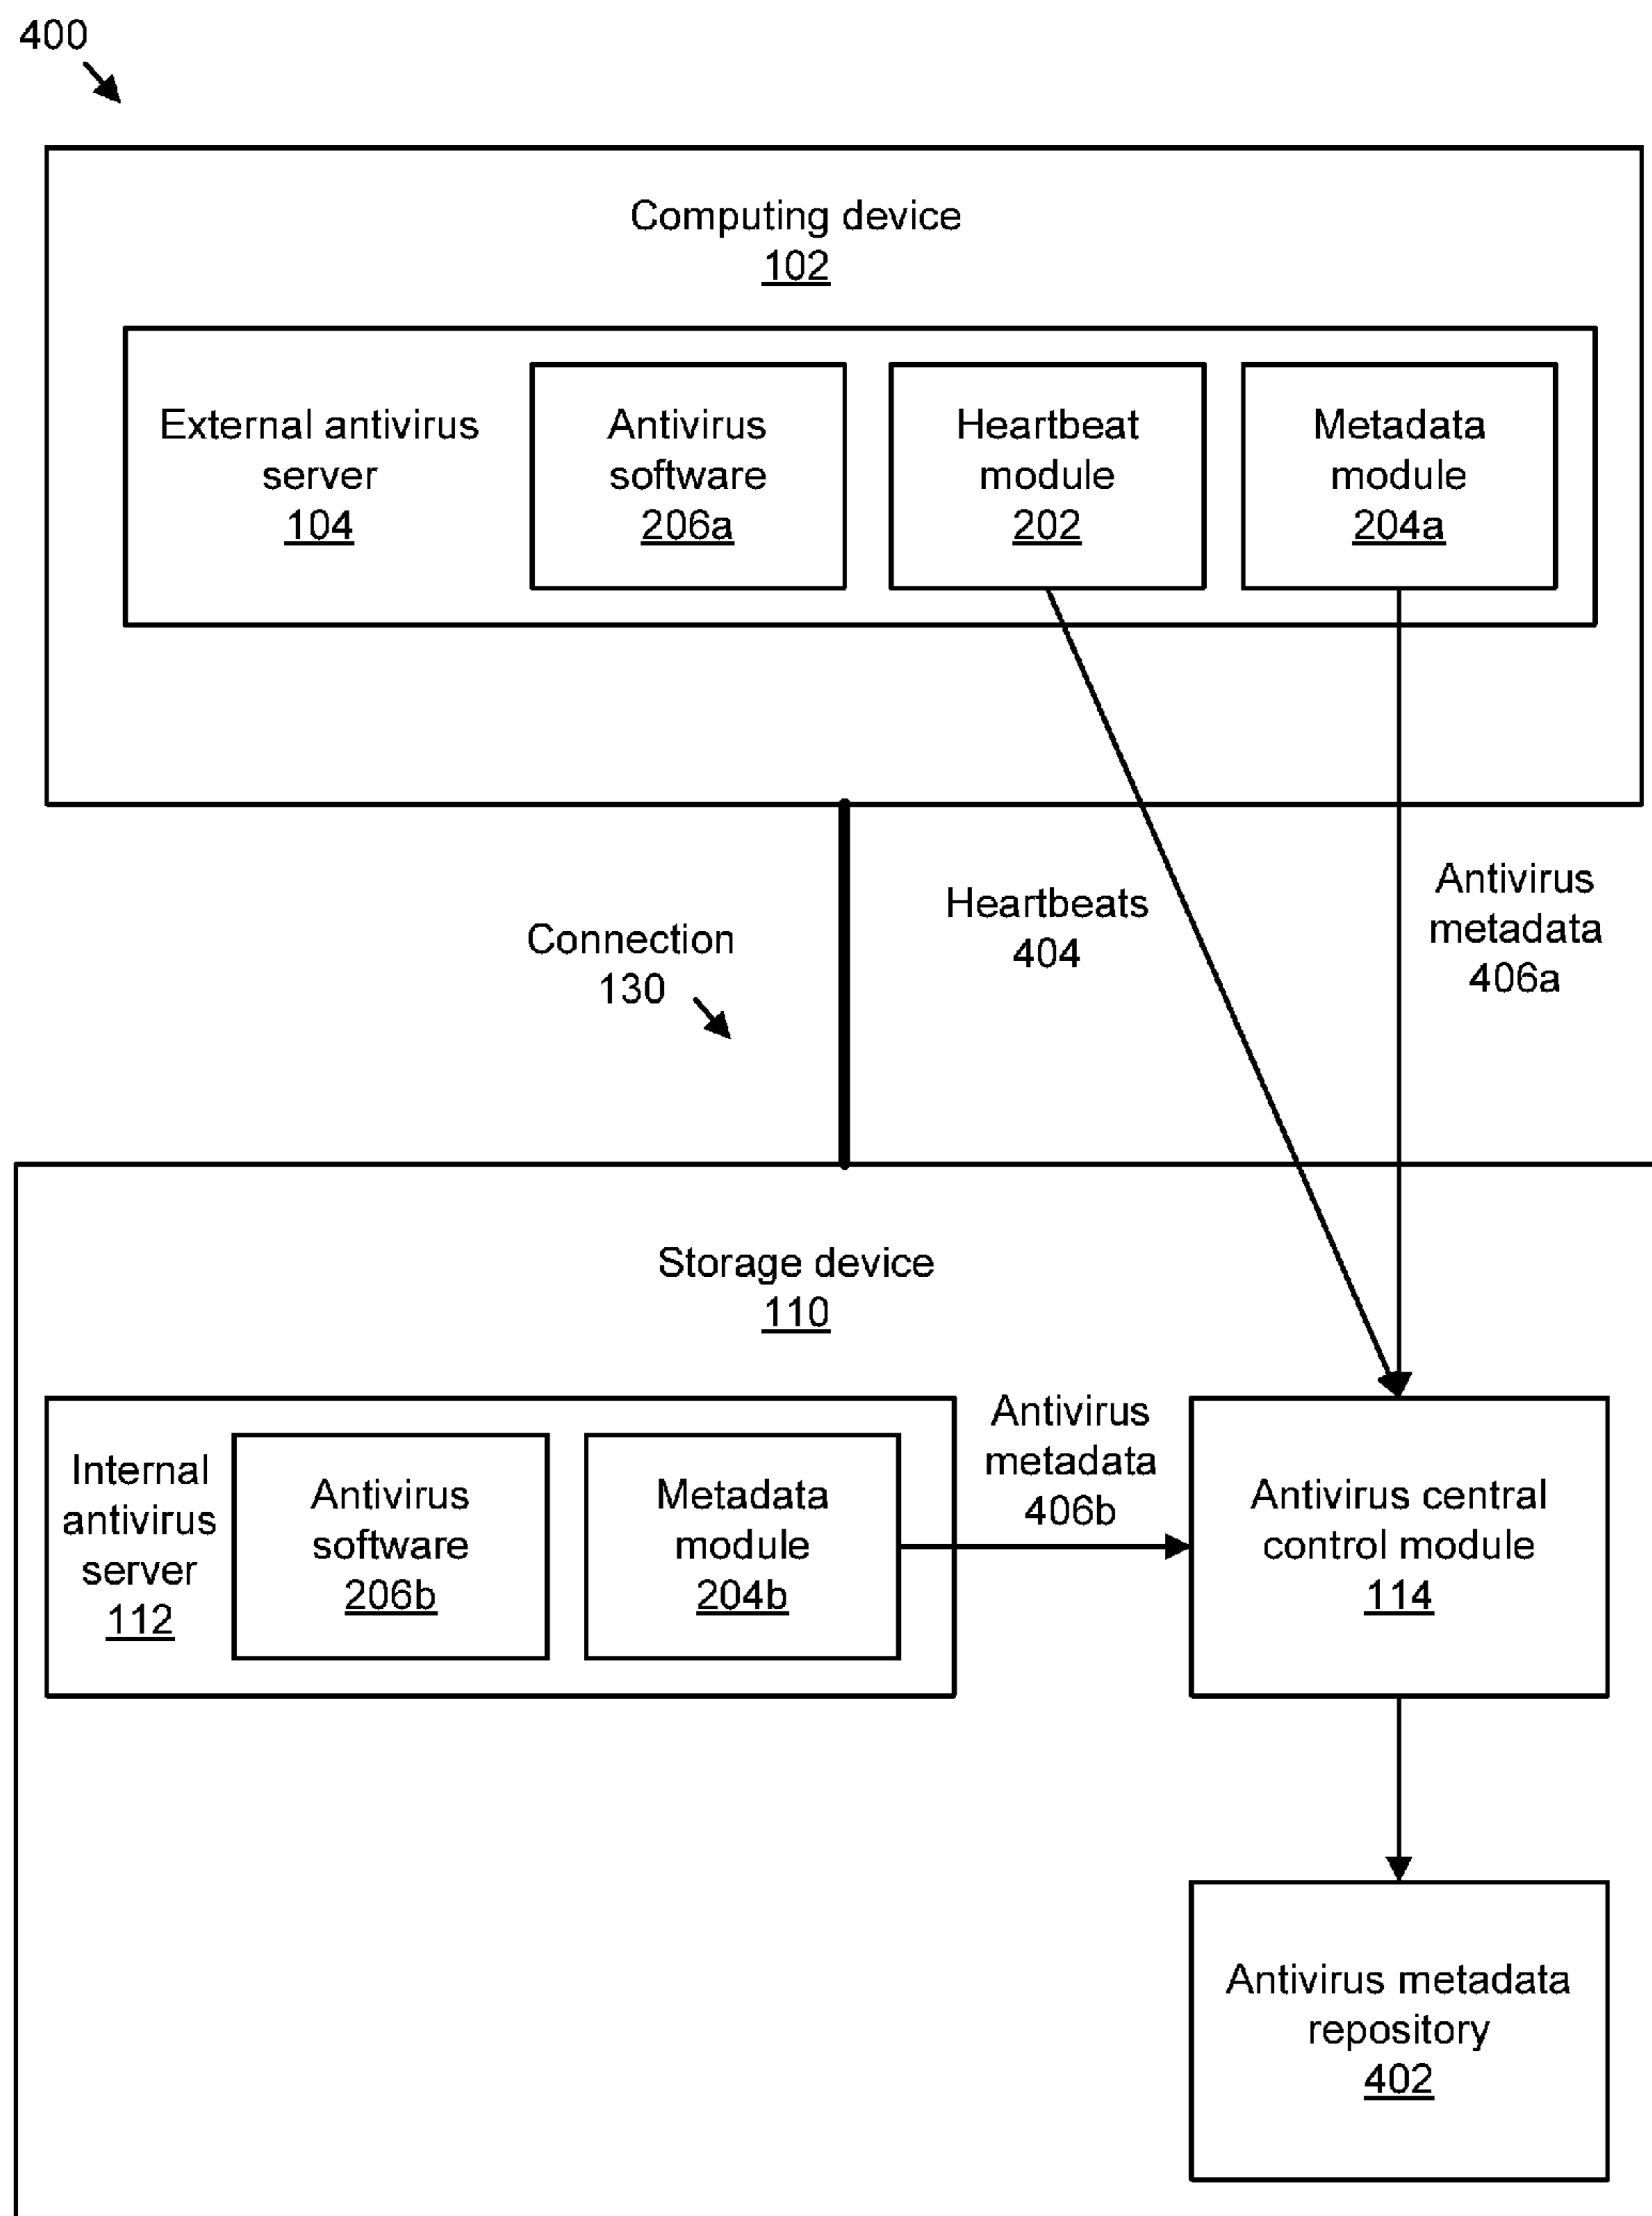 400
Computing device
102
External antivirus
server
104
Antivirus
software
206a
Heartbeat
module
202
Metadata
module
204a
Connection
130
Heartbeats
404
Antivirus
metadata
406a
Storage device
110
Internal
antivirus
server
112
Antivirus
software
206b
Metadata
module
204b
Antivirus
metadata
406b
Antivirus central
control module
114
Antivirus metadata
repository
402